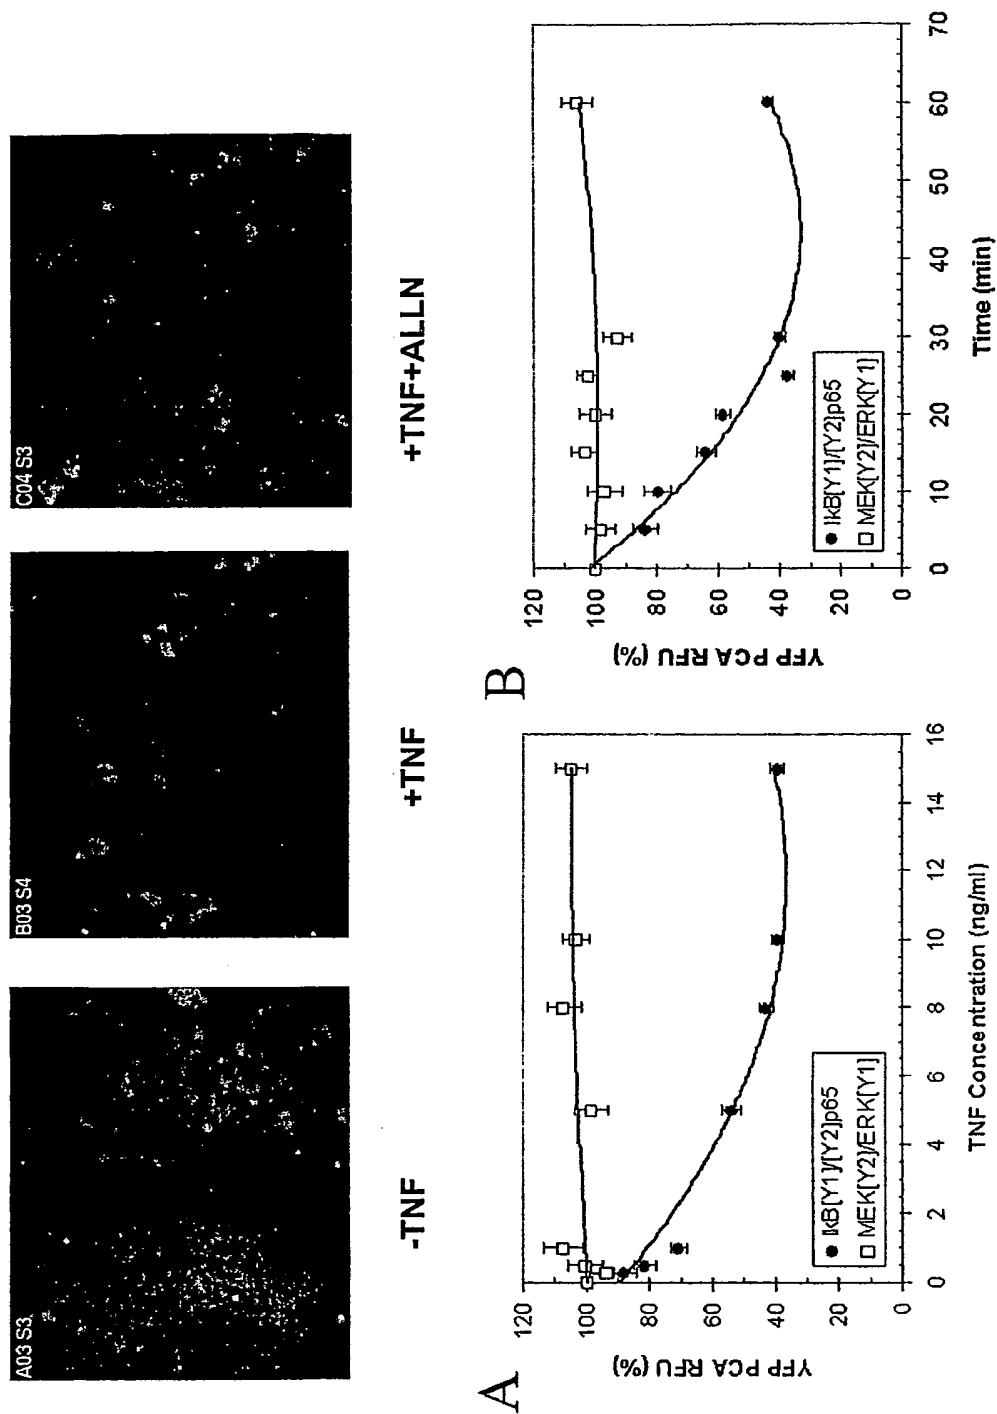 A03 S3
B03 S4
C04 S3
-TNF
+TNF
+TNF+ALLN
A
120
100
80
60
40
20
0
YFP PCA RFU (%)
0 2 4 6 8 10 12 14 16
TNF Concentration (ng/ml)
IkB[Y1]/[Y2]p65
MEK[Y2]/ERK[Y1]
B
120
100
80
60
40
20
0
YFP PCA RFU (%)
0 10 20 30 40 50 60 70
Time (min)
IkB[Y1]/[Y2]p65
MEK[Y2]/ERK[Y1]